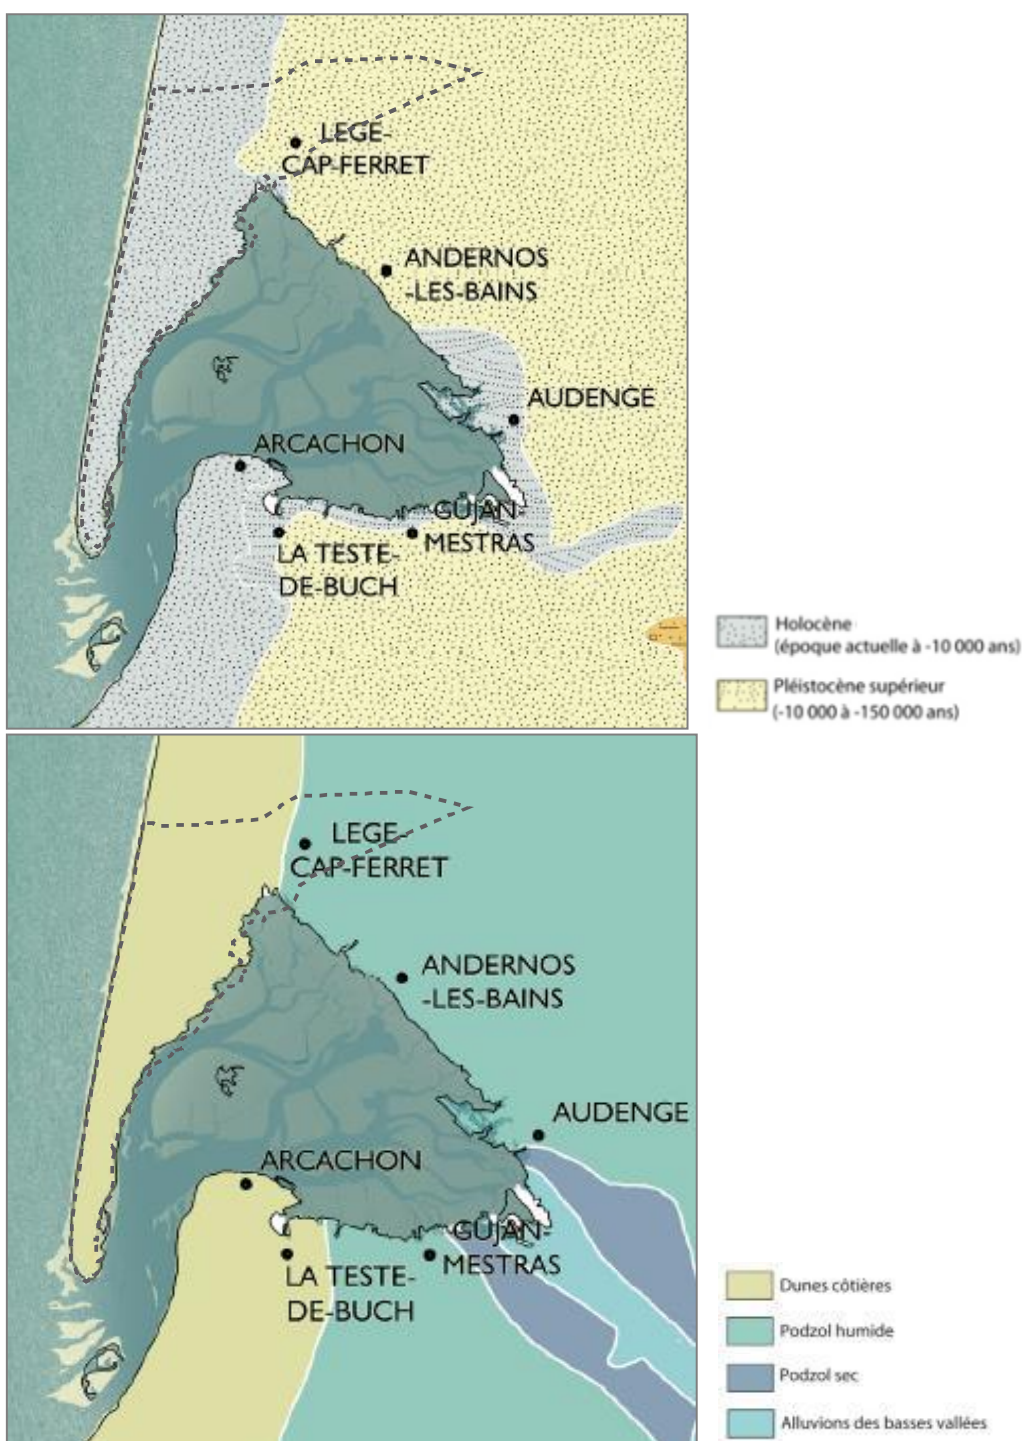 LEGE-
CAP-FERRET
ANDERNOS
-LES-BAINS
AUDENGE
ARCACHON
GUJAN-
MESTRAS
LA TESTE-
DE-BUCH
Holocène
(époque actuelle à -10 000 ans)
Pléistocène supérieur
(-10 000 à -150 000 ans)
LEGE-
CAP-FERRET
ANDERNOS
-LES-BAINS
AUDENGE
ARCACHON
GUJAN-
MESTRAS
LA TESTE-
DE-BUCH
Dunes côtières
Podzol humide
Podzol sec
Alluvions des basses vallées